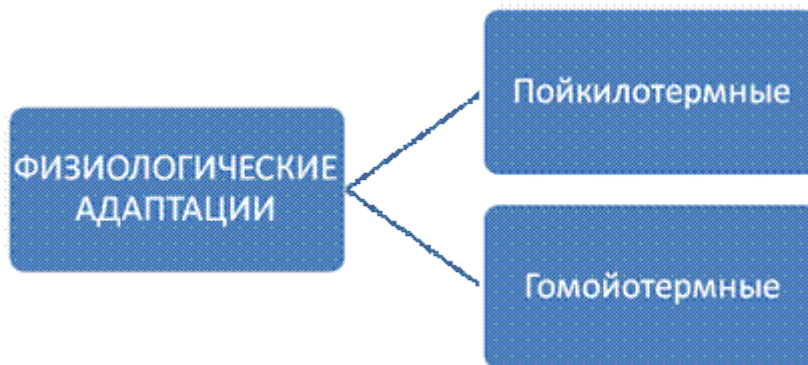 ФИЗИОЛОГИЧЕСКИЕ
АДАПТАЦИИ
Пойкилотермные
Гомойотермные